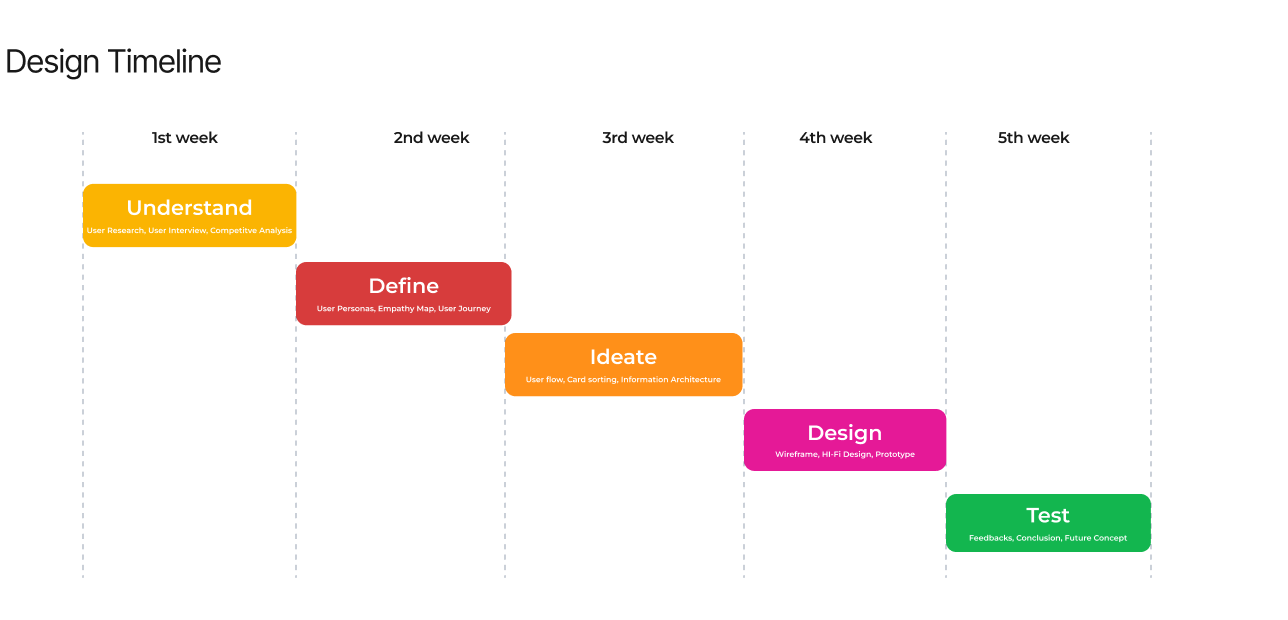 Design Timeline
1st week
2nd week
3rd week
4th week
5th week
Understand
User Research, User Interview, Competitve Analysis
Define
User Personas, Empathy Map, User Journey
Ideate
User flow, Card sorting, Information Architecture
Design
Wireframe, HI-Fi Design, Prototype
Test
Feedbacks, Conclusion, Future Concept